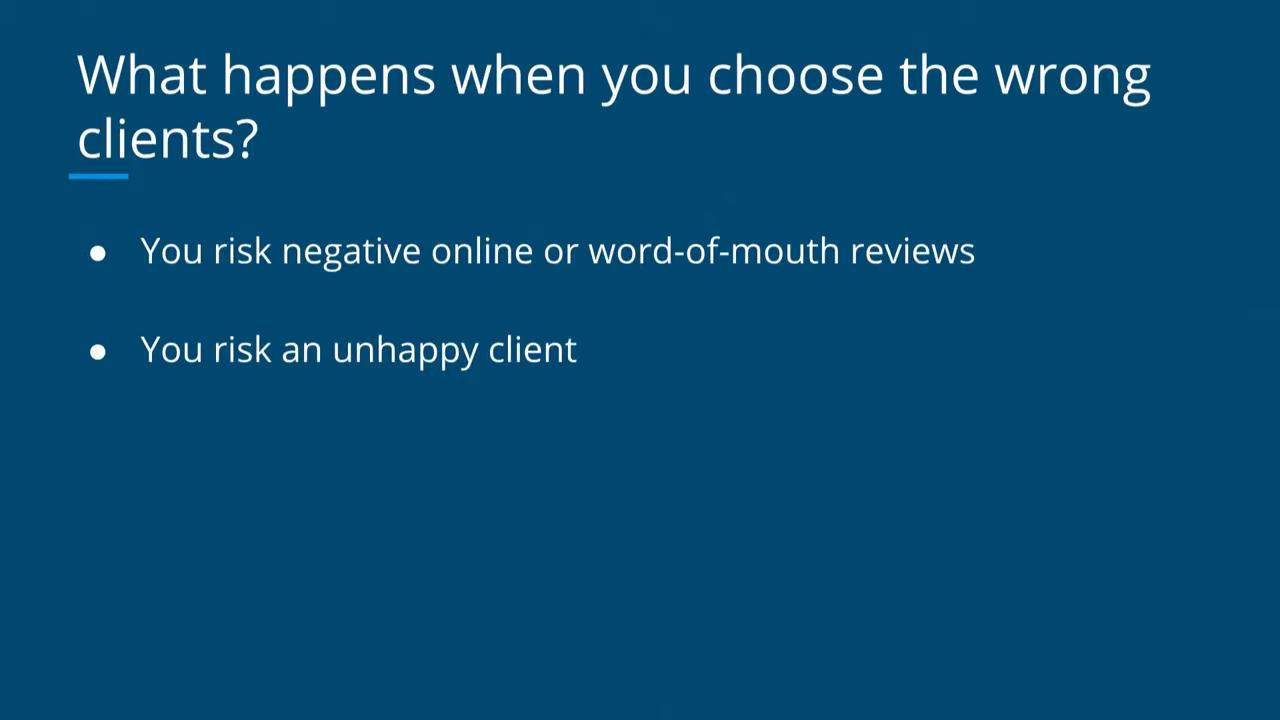 What happens when you choose the wrong
clients?
● You risk negative online or word-of-mouth reviews
● You risk an unhappy client